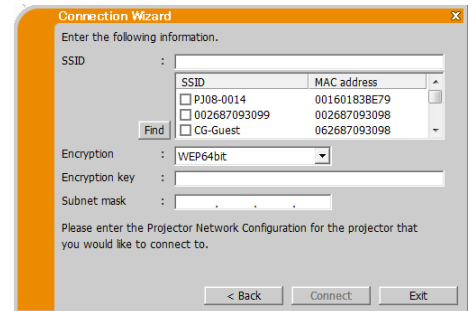 Connection Wizard x
Enter the following information.
SSID :
SSID MAC address
PJ08-0014 00160183BE79
002687093099 002687093098
Find CG-Guest 062687093098
Encryption : WEP64bit
Encryption key :
Subnet mask : . . .
Please enter the Projector Network Configuration for the projector that
you would like to connect to.
< Back Connect Exit